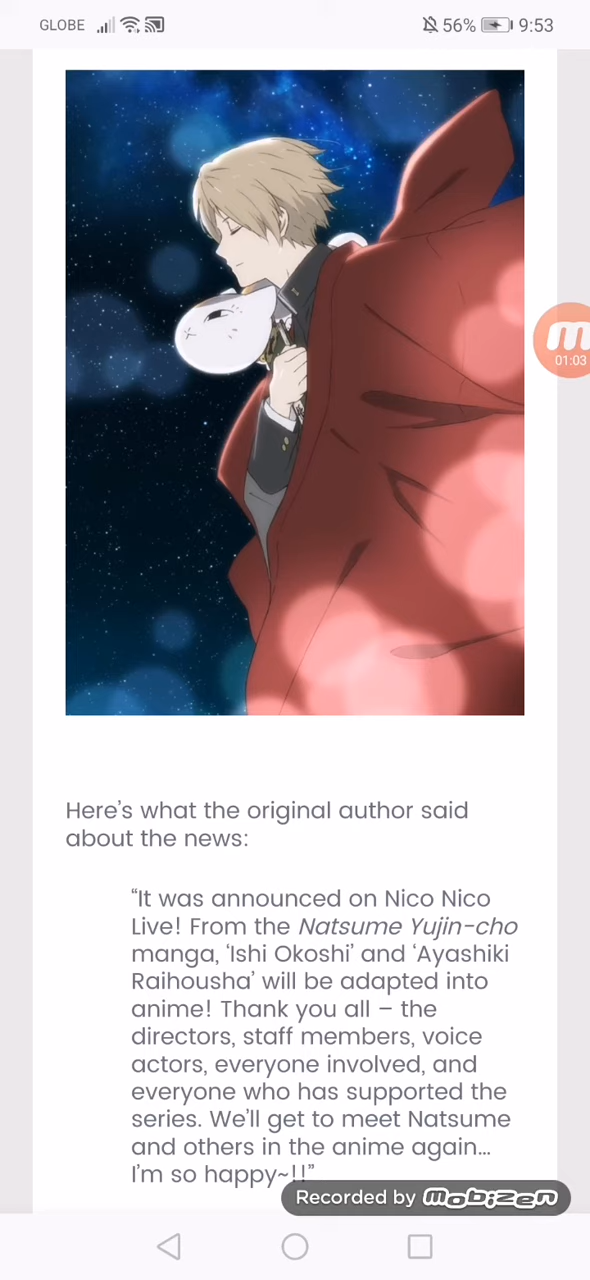 GLOBE 56% 9:53
01:03
Here's what the original author said
about the news:
“It was announced on Nico Nico
Live! From the Natsume Yujin-cho
manga, ‘Ishi Okoshi’ and ‘Ayashiki
Raihousha’ will be adapted into
anime! Thank you all – the
directors, staff members, voice
actors, everyone involved, and
everyone who has supported the
series. We’ll get to meet Natsume
and others in the anime again...
I’m so happy~!!”
Recorded by mobizen